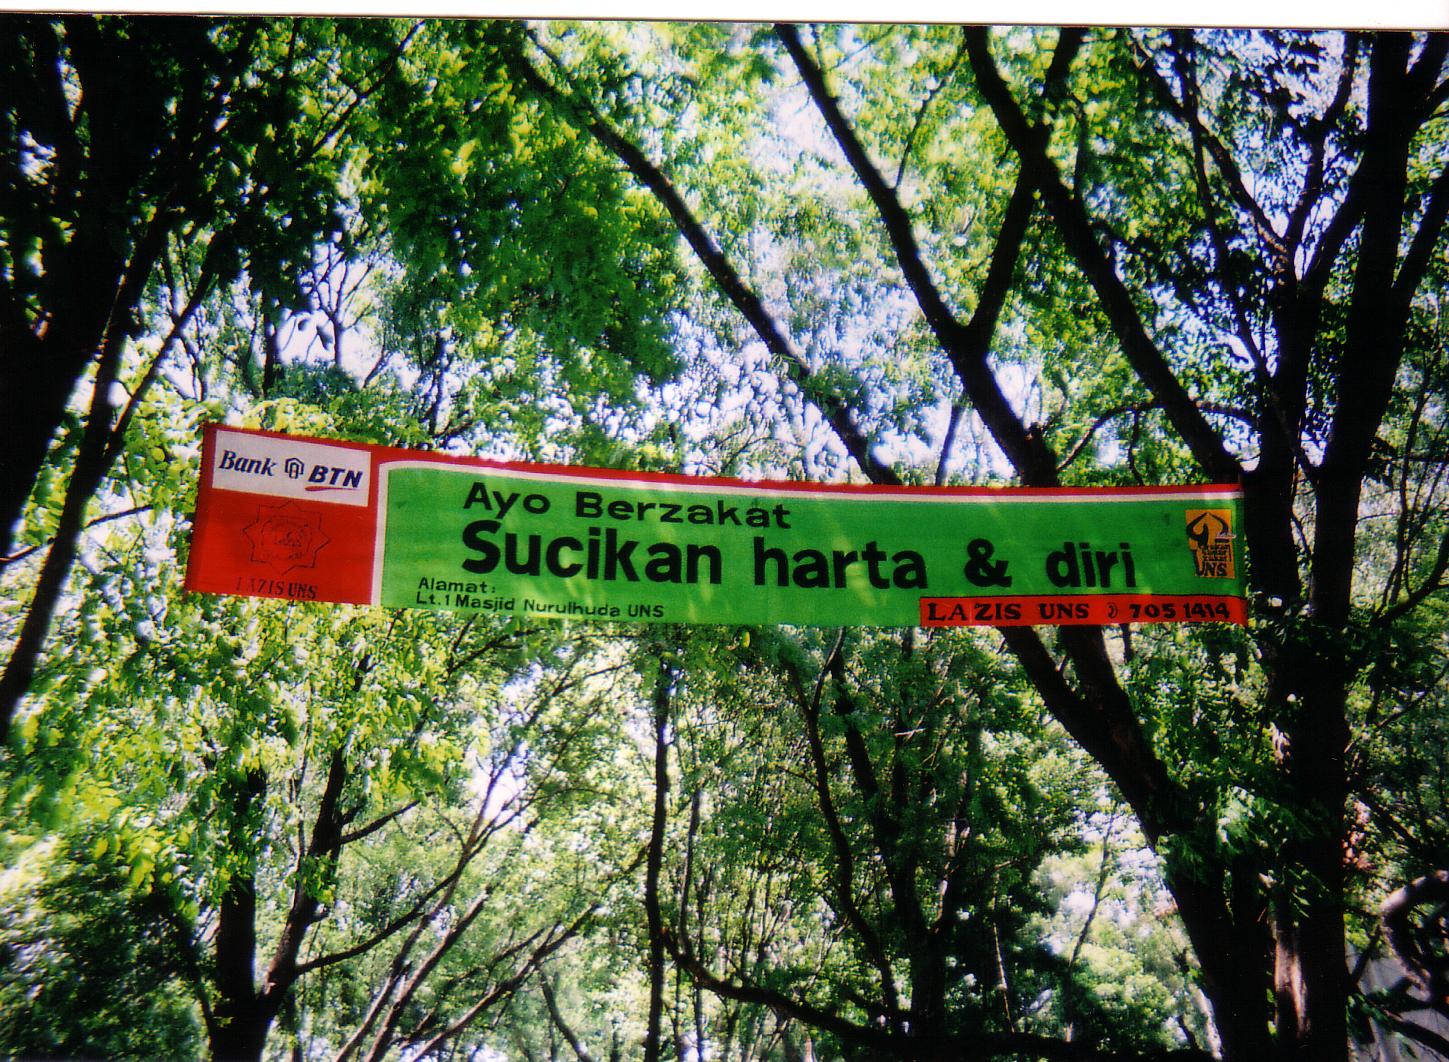 Bank BTN
LAZIS UNS
Ayo Berzakat
Sucikan harta & diri
Alamat:
Lt.1 Masjid Nurulhuda UNS
UNS
LAZIS UNS 705 1414